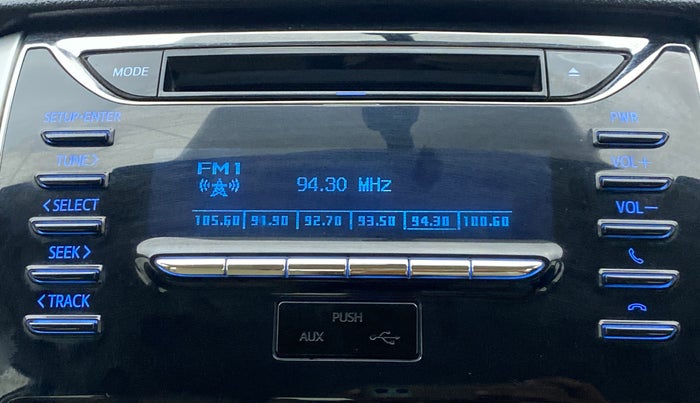 MODE
SETUP•ENTER
PWR
TUNE>
FM1
VOL+
94.30 MHz
<SELECT
VOL-
105.60 91.90 92.70 93.50 94.30 100.60
SEEK>
<TRACK
PUSH
AUX